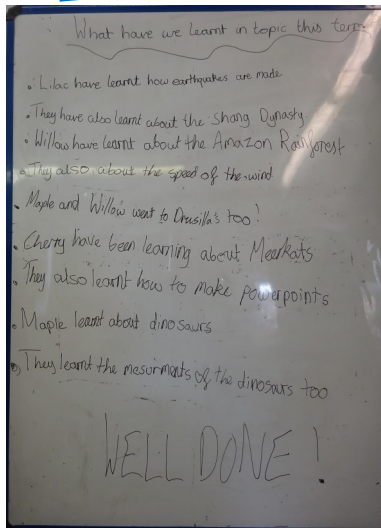 What have we learnt in topic this term
• Lilac have learnt how earthquakes are made
• They have also learnt about the Shang Dynasty
• Willow have learnt about the Amazon Rainforest
• They also about the speed of the wind
• Maple and Willow went to Drusilla's too!
• Cherry have been learning about Meerkats
• They also learnt how to make powerpoints
• Maple learnt about dinosaurs
• They learnt the mesurments of the dinosaurs too
WELL DONE!